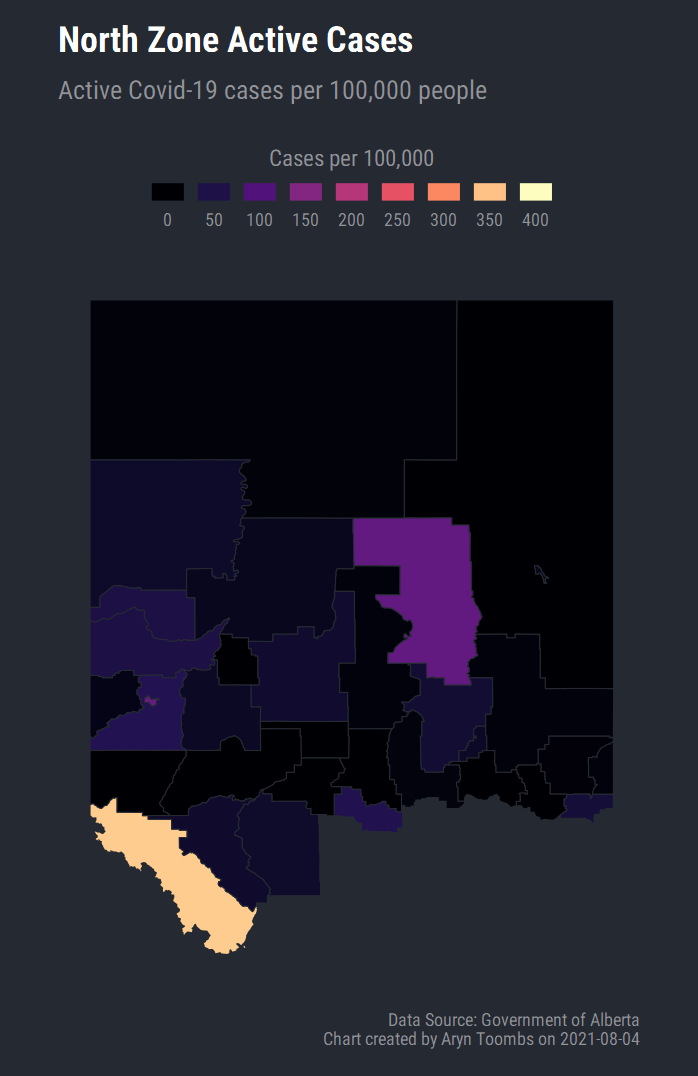 North Zone Active Cases
Active Covid-19 cases per 100,000 people
Cases per 100,000
0 50 100 150 200 250 300 350 400
Data Source: Government of Alberta
Chart created by Aryn Toombs on 2021-08-04